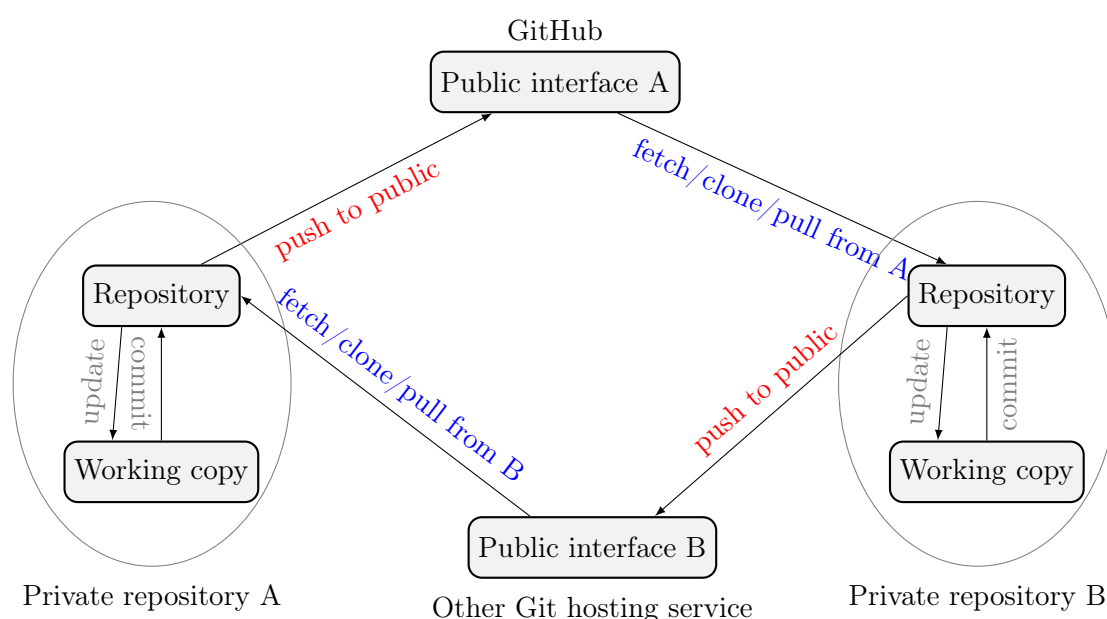 GitHub
Public interface A
push to public
fetch/clone/pull from A
Repository
update
commit
Working copy
Private repository A
fetch/clone/pull from B
push to public
Repository
update
commit
Working copy
Private repository B
Public interface B
Other Git hosting service